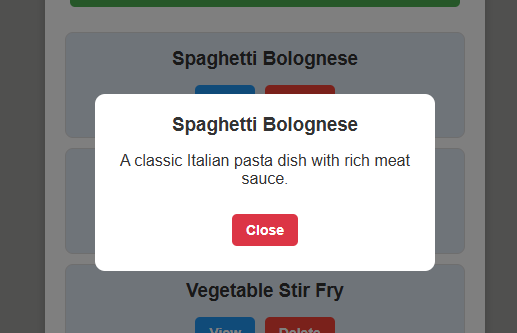 Spaghetti Bolognese
Spaghetti Bolognese
A classic Italian pasta dish with rich meat
sauce.
Close
Vegetable Stir Fry
View Delete